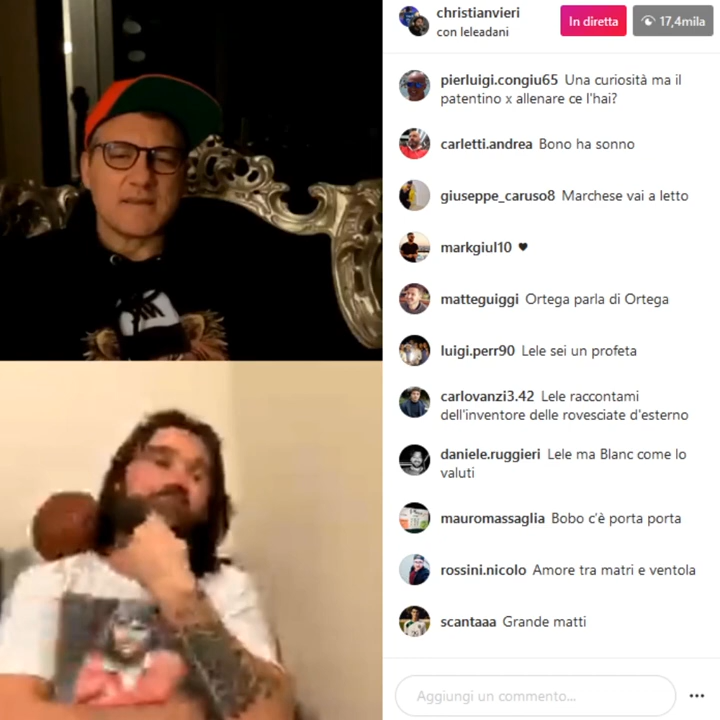 christianvieri
con leleadani
In diretta
17,4mila
pierluigi.congiu65 Una curiosità ma il
patentino x allenare ce l'hai?
carletti.andrea Bono ha sonno
giuseppe_caruso8 Marchese vai a letto
markgiul10 ♥
matteguiggi Ortega parla di Ortega
luigi.perr90 Lele sei un profeta
carlovanzi3.42 Lele raccontami
dell'inventore delle rovesciate d'esterno
daniele.ruggieri Lele ma Blanc come lo
valuti
mauromassaglia Bobo c'è porta porta
rossini.nicolo Amore tra matri e ventola
scantaaa Grande matti
Aggiungi un commento...